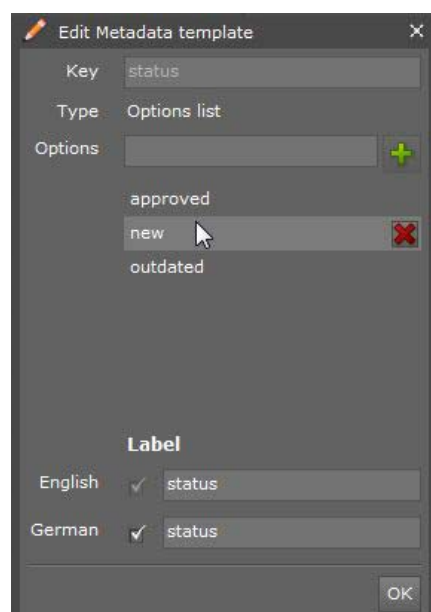 Edit Metadata template
Key status
Type Options list
Options
approved
new
outdated
Label
English status
German status
OK